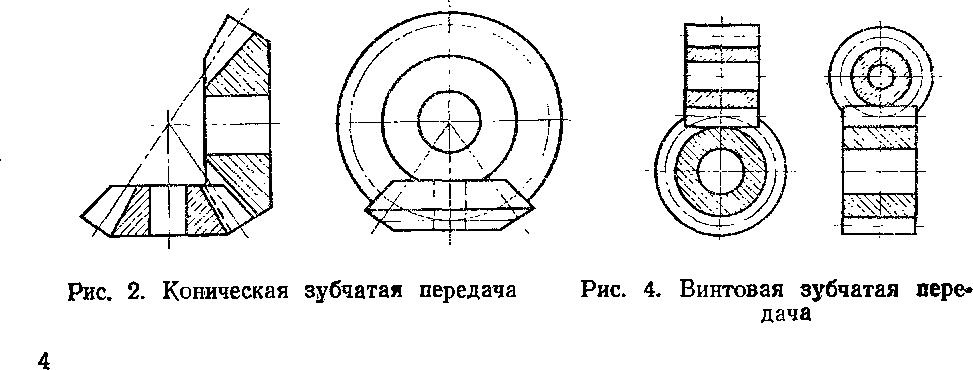 Рис. 2. Коническая зубчатая передача
Рис. 4. Винтовая зубчатая пере-
дача
4